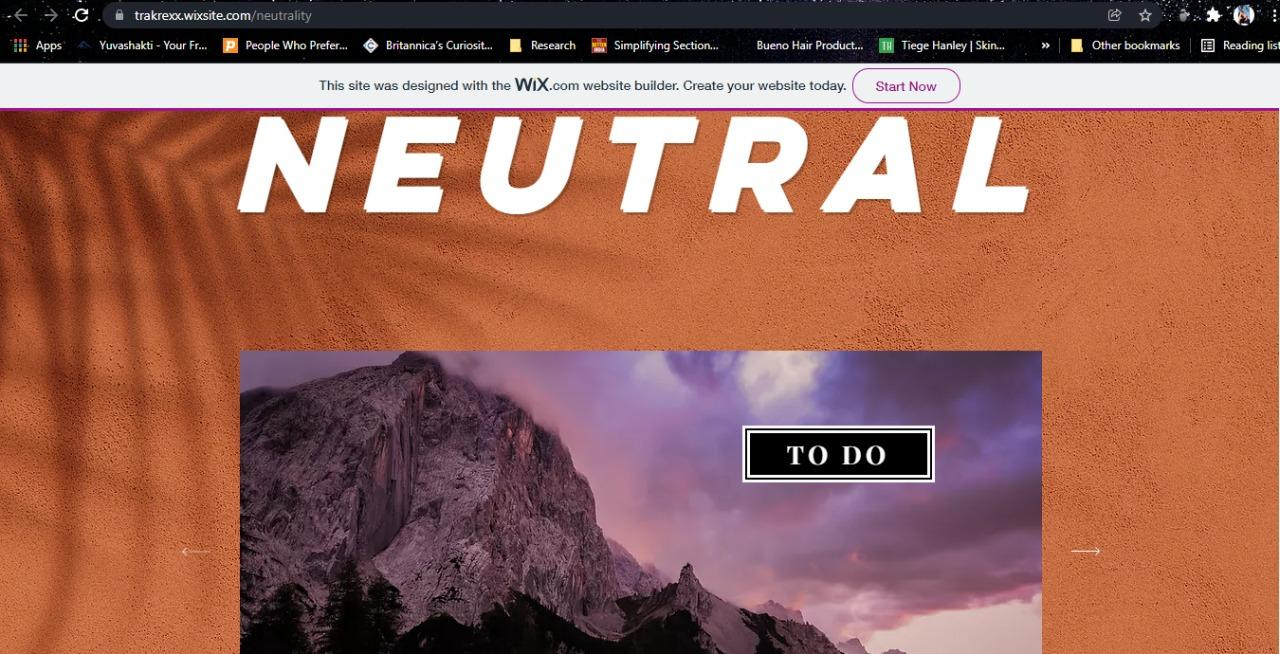 trakrexx.wixsite.com/neutrality
Apps Yuvashakti - Your Fr... People Who Prefer... Britannica's Curiosit... Research Simplifying Section... Bueno Hair Product... TH Tiege Hanley | Skin... » Other bookmarks Reading list
This site was designed with the WiX.com website builder. Create your website today. Start Now
NEUTRAL
TO DO